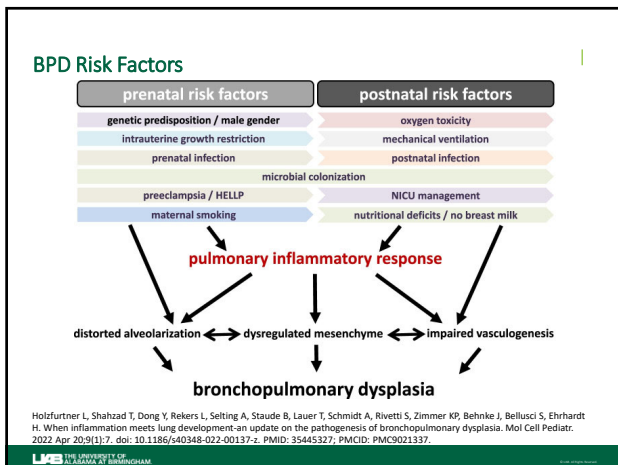 BPD Risk Factors
prenatal risk factors
postnatal risk factors
genetic predisposition / male gender
oxygen toxicity
intrauterine growth restriction
mechanical ventilation
prenatal infection
postnatal infection
microbial colonization
preeclampsia / HELLP
NICU management
maternal smoking
nutritional deficits / no breast milk
pulmonary inflammatory response
distorted alveolarization
dysregulated mesenchyme
impaired vasculogenesis
bronchopulmonary dysplasia
Holzfurtner L, Shahzad T, Dong Y, Rekers L, Selting A, Staude B, Lauer T, Schmidt A, Rivetti S, Zimmer KP, Behnke J, Bellusci S, Ehrhardt
H. When inflammation meets lung development-an update on the pathogenesis of bronchopulmonary dysplasia. Mol Cell Pediatr.
2022 Apr 20;9(1):7. doi: 10.1186/s40348-022-00137-z. PMID: 35445327; PMCID: PMC9021337.
UAB THE UNIVERSITY OF
ALABAMA AT BIRMINGHAM.